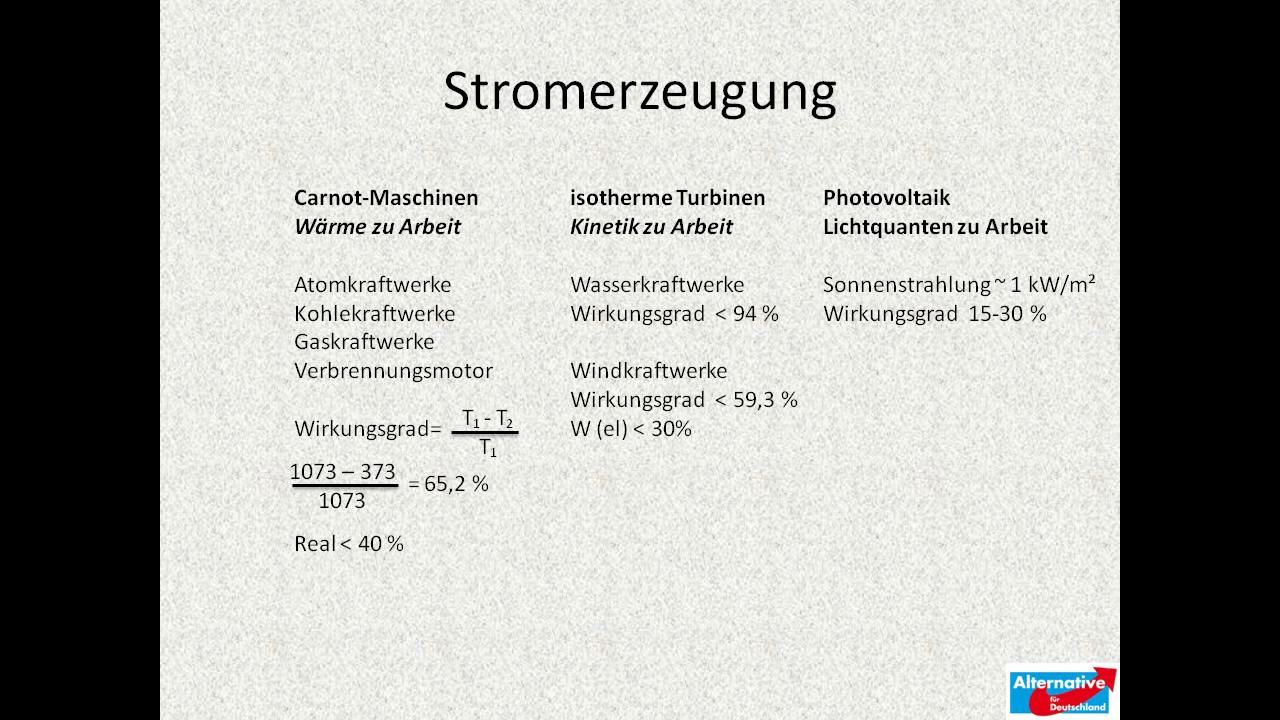 Stromerzeugung
Carnot-Maschinen
Wärme zu Arbeit
Atomkraftwerke
Kohlekraftwerke
Gaskraftwerke
Verbrennungsmotor
Wirkungsgrad=
T₁ - T₂
T₁
1073 – 373
1073
= 65,2 %
Real < 40 %
isotherme Turbinen
Kinetik zu Arbeit
Wasserkraftwerke
Wirkungsgrad < 94 %
Windkraftwerke
Wirkungsgrad < 59,3 %
W (el) < 30%
Photovoltaik
Lichtquanten zu Arbeit
Sonnenstrahlung ~ 1 kW/m²
Wirkungsgrad 15-30 %
Alternative
für
Deutschland